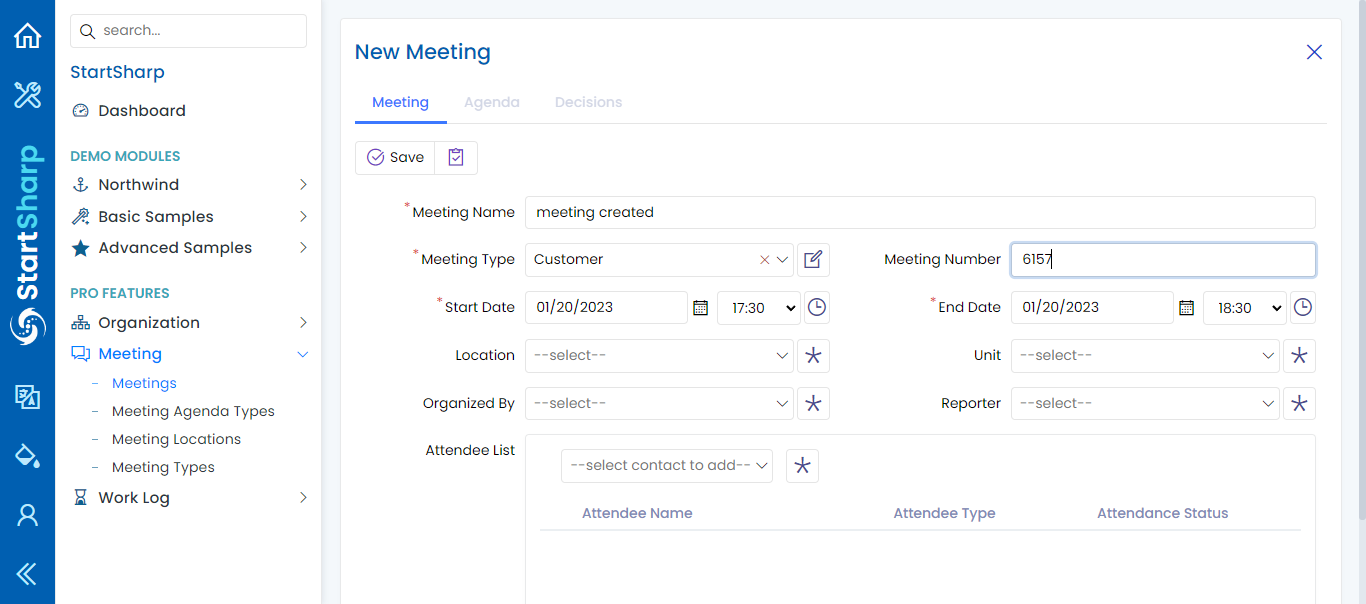 search...
StartSharp
StartSharp
Dashboard
DEMO MODULES
Northwind
Basic Samples
Advanced Samples
PRO FEATURES
Organization
Meeting
– Meetings
– Meeting Agenda Types
– Meeting Locations
– Meeting Types
Work Log
New Meeting
Meeting Agenda Decisions
Save
* Meeting Name meeting created
* Meeting Type Customer Meeting Number 6157
* Start Date 01/20/2023 17:30 * End Date 01/20/2023 18:30
Location --select-- Unit --select--
Organized By --select-- Reporter --select--
Attendee List
--select contact to add--
Attendee Name Attendee Type Attendance Status